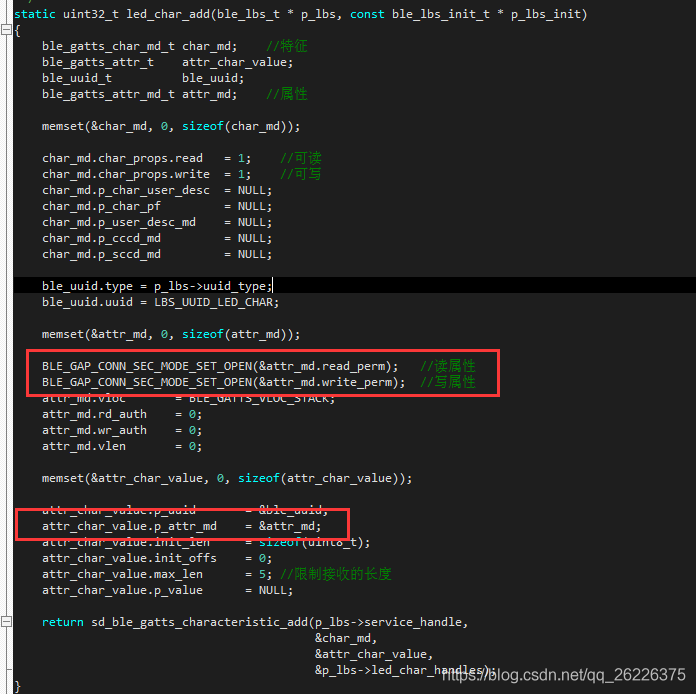 static uint32_t led_char_add(ble_lbs_t * p_lbs, const ble_lbs_init_t * p_lbs_init)
{
    ble_gatts_char_md_t char_md;    //特征
    ble_gatts_attr_t    attr_char_value;
    ble_uuid_t          ble_uuid;
    ble_gatts_attr_md_t attr_md;    //属性
    memset(&char_md, 0, sizeof(char_md));
    char_md.char_props.read   = 1;    //可读
    char_md.char_props.write  = 1;    //可写
    char_md.p_char_user_desc  = NULL;
    char_md.p_char_pf         = NULL;
    char_md.p_user_desc_md    = NULL;
    char_md.p_cccd_md         = NULL;
    char_md.p_sccd_md         = NULL;
    ble_uuid.type = p_lbs->uuid_type;
    ble_uuid.uuid = LBS_UUID_LED_CHAR;
    memset(&attr_md, 0, sizeof(attr_md));
    BLE_GAP_CONN_SEC_MODE_SET_OPEN(&attr_md.read_perm);   //读属性
    BLE_GAP_CONN_SEC_MODE_SET_OPEN(&attr_md.write_perm);  //写属性
    attr_md.vloc       = BLE_GATTS_VLOC_STACK;
    attr_md.rd_auth    = 0;
    attr_md.wr_auth    = 0;
    attr_md.vlen       = 0;
    memset(&attr_char_value, 0, sizeof(attr_char_value));
    attr_char_value.p_uuid       = &ble_uuid;
    attr_char_value.p_attr_md    = &attr_md;
    attr_char_value.init_len     = sizeof(uint8_t);
    attr_char_value.init_offs    = 0;
    attr_char_value.max_len      = 5; //限制接收的长度
    attr_char_value.p_value      = NULL;
    return sd_ble_gatts_characteristic_add(p_lbs->service_handle,
                                           &char_md,
                                           &attr_char_value,
                                           &p_lbs->led_char_handles);
https://blog.csdn.net/qq_26226375
}